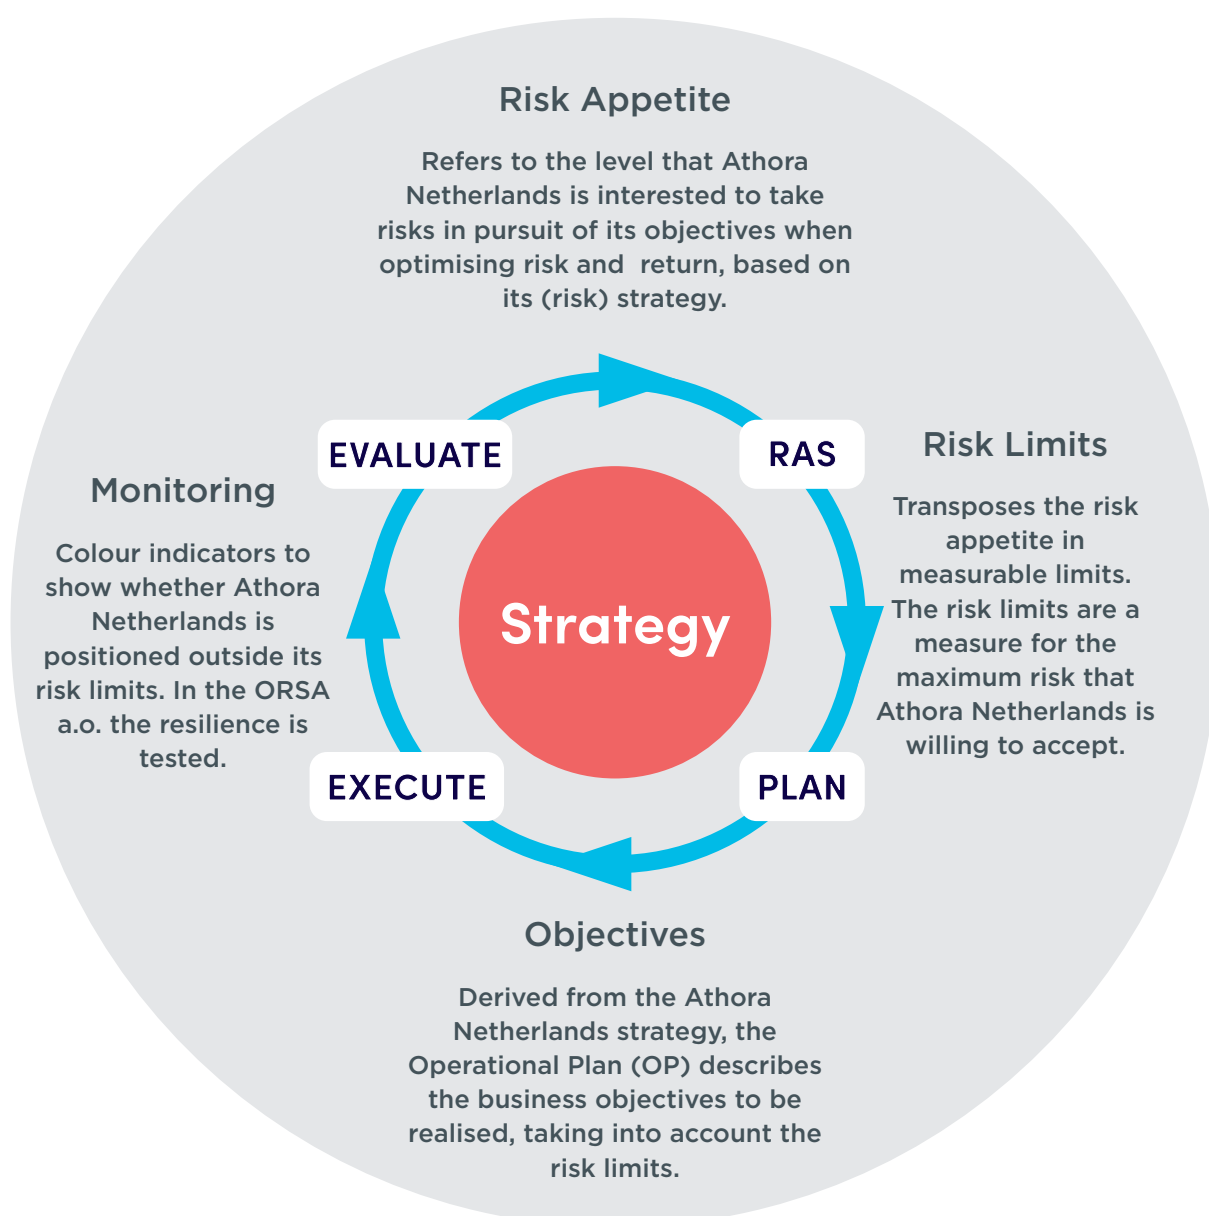 Risk Appetite
Refers to the level that Athora
Netherlands is interested to take
risks in pursuit of its objectives when
optimising risk and  return, based on
its (risk) strategy.
EVALUATE
RAS
Risk Limits
Transposes the risk
appetite in
measurable limits.
The risk limits are a
measure for the
maximum risk that
Athora Netherlands is
willing to accept.
Monitoring
Colour indicators to
show whether Athora
Netherlands is
positioned outside its
risk limits. In the ORSA
a.o. the resilience is
tested.
Strategy
EXECUTE
PLAN
Objectives
Derived from the Athora
Netherlands strategy, the
Operational Plan (OP) describes
the business objectives to be
realised, taking into account the
risk limits.